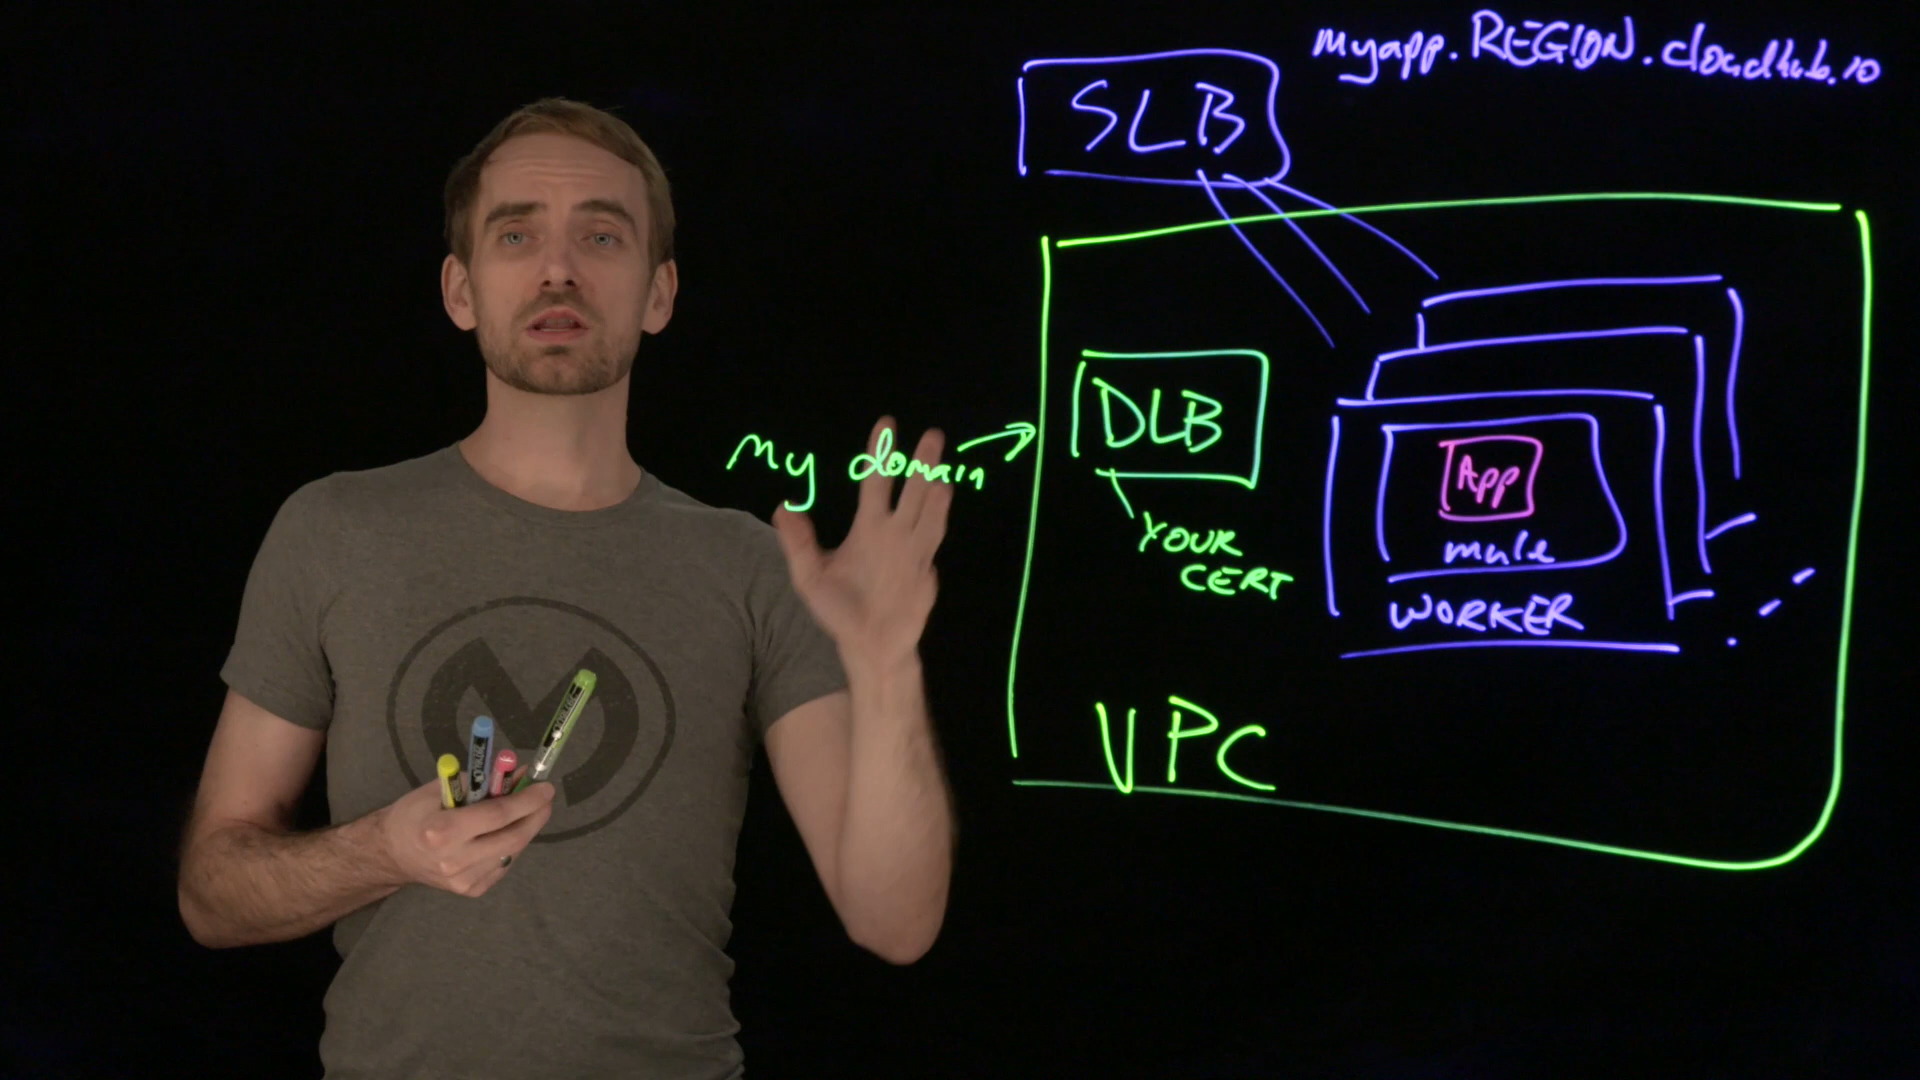 myapp.REGION.cloudhub.io
SLB
DLB
my domain
YOUR
CERT
App
mule
WORKER
VPC